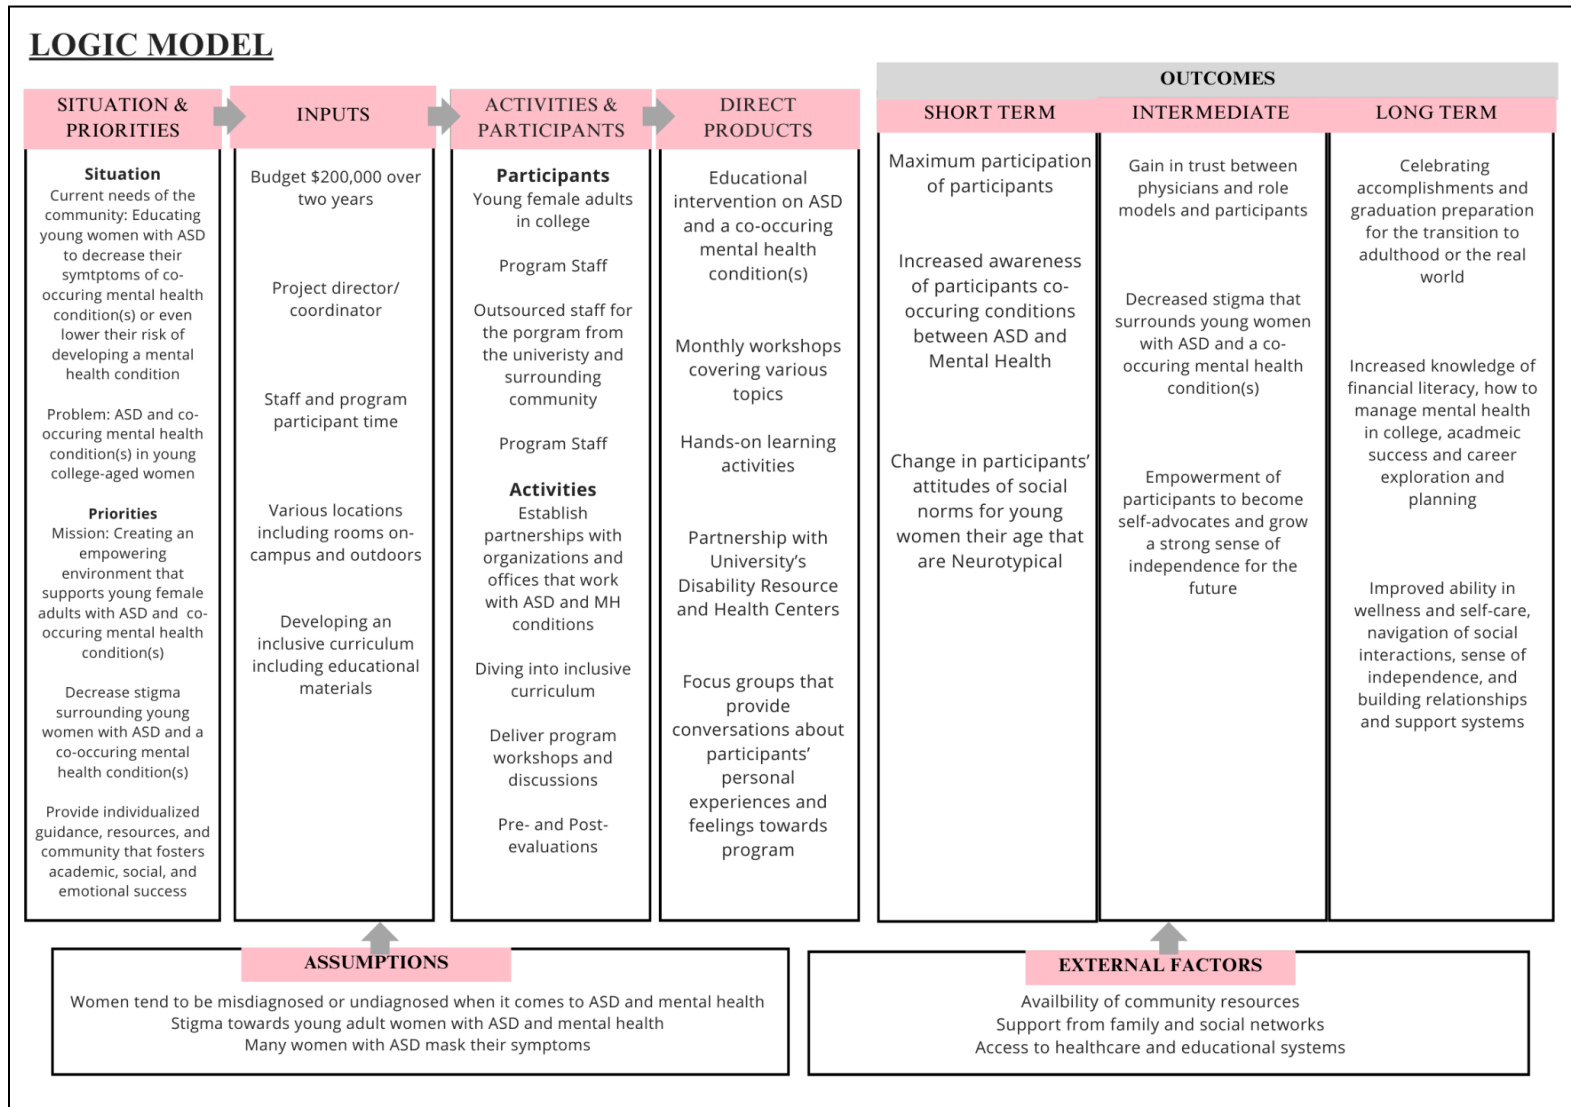 LOGIC MODEL
SITUATION &
PRIORITIES
Situation
Current needs of the
community: Educating
young women with ASD
to decrease their
symtptoms of co-
occuring mental health
condition(s) or even
lower their risk of
developing a mental
health condition
Problem: ASD and co-
occuring mental health
condition(s) in young
college-aged women
Priorities
Mission: Creating an
empowering
environment that
supports young female
adults with ASD and co-
occuring mental health
condition(s)
Decrease stigma
surrounding young
women with ASD and a
co-occuring mental
health condition(s)
Provide individualized
guidance, resources, and
community that fosters
academic, social, and
emotional success
INPUTS
Budget $200,000 over
two years
Project director/
coordinator
Staff and program
participant time
Various locations
including rooms on-
campus and outdoors
Developing an
inclusive curriculum
including educational
materials
ACTIVITIES &
PARTICIPANTS
Participants
Young female adults
in college
Program Staff
Outsourced staff for
the porgram from
the univeristy and
surrounding
community
Program Staff
Activities
Establish
partnerships with
organizations and
offices that work
with ASD and MH
conditions
Diving into inclusive
curriculum
Deliver program
workshops and
discussions
Pre- and Post-
evaluations
DIRECT
PRODUCTS
Educational
intervention on ASD
and a co-occuring
mental health
condition(s)
Monthly workshops
covering various
topics
Hands-on learning
activities
Partnership with
University’s
Disability Resource
and Health Centers
Focus groups that
provide
conversations about
participants’
personal
experiences and
feelings towards
program
OUTCOMES
SHORT TERM
Maximum participation
of participants
Increased awareness
of participants co-
occuring conditions
between ASD and
Mental Health
Change in participants’
attitudes of social
norms for young
women their age that
are Neurotypical
INTERMEDIATE
Gain in trust between
physicians and role
models and participants
Decreased stigma that
surrounds young women
with ASD and a co-
occuring mental health
condition(s)
Empowerment of
participants to become
self-advocates and grow
a strong sense of
independence for the
future
LONG TERM
Celebrating
accomplishments and
graduation preparation
for the transition to
adulthood or the real
world
Increased knowledge of
financial literacy, how to
manage mental health
in college, acadmeic
success and career
exploration and
planning
Improved ability in
wellness and self-care,
navigation of social
interactions, sense of
independence, and
building relationships
and support systems
ASSUMPTIONS
Women tend to be misdiagnosed or undiagnosed when it comes to ASD and mental health
Stigma towards young adult women with ASD and mental health
Many women with ASD mask their symptoms
EXTERNAL FACTORS
Availbility of community resources
Support from family and social networks
Access to healthcare and educational systems